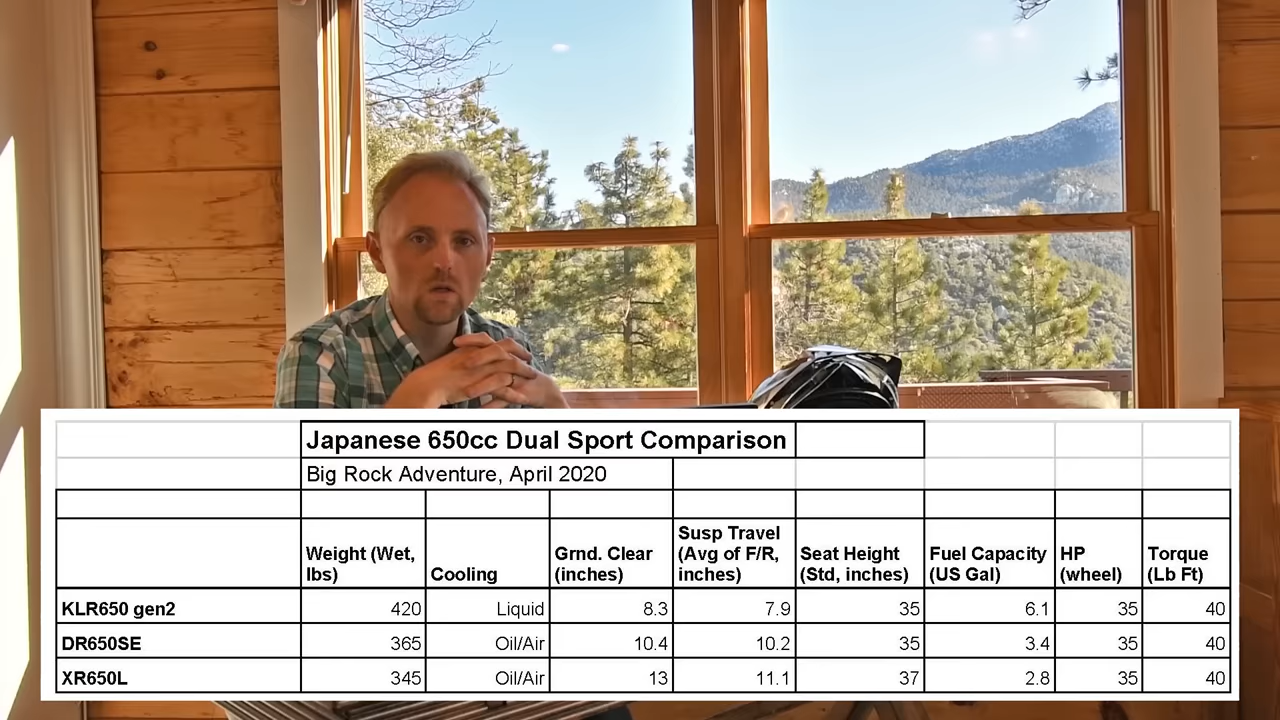 Japanese 650cc Dual Sport Comparison
Big Rock Adventure, April 2020
Weight (Wet, lbs) Cooling Grnd. Clear (inches) Susp Travel (Avg of F/R, inches) Seat Height (Std, inches) Fuel Capacity (US Gal) HP (wheel) Torque (Lb Ft)
KLR650 gen2 420 Liquid 8.3 7.9 35 6.1 35 40
DR650SE 365 Oil/Air 10.4 10.2 35 3.4 35 40
XR650L 345 Oil/Air 13 11.1 37 2.8 35 40